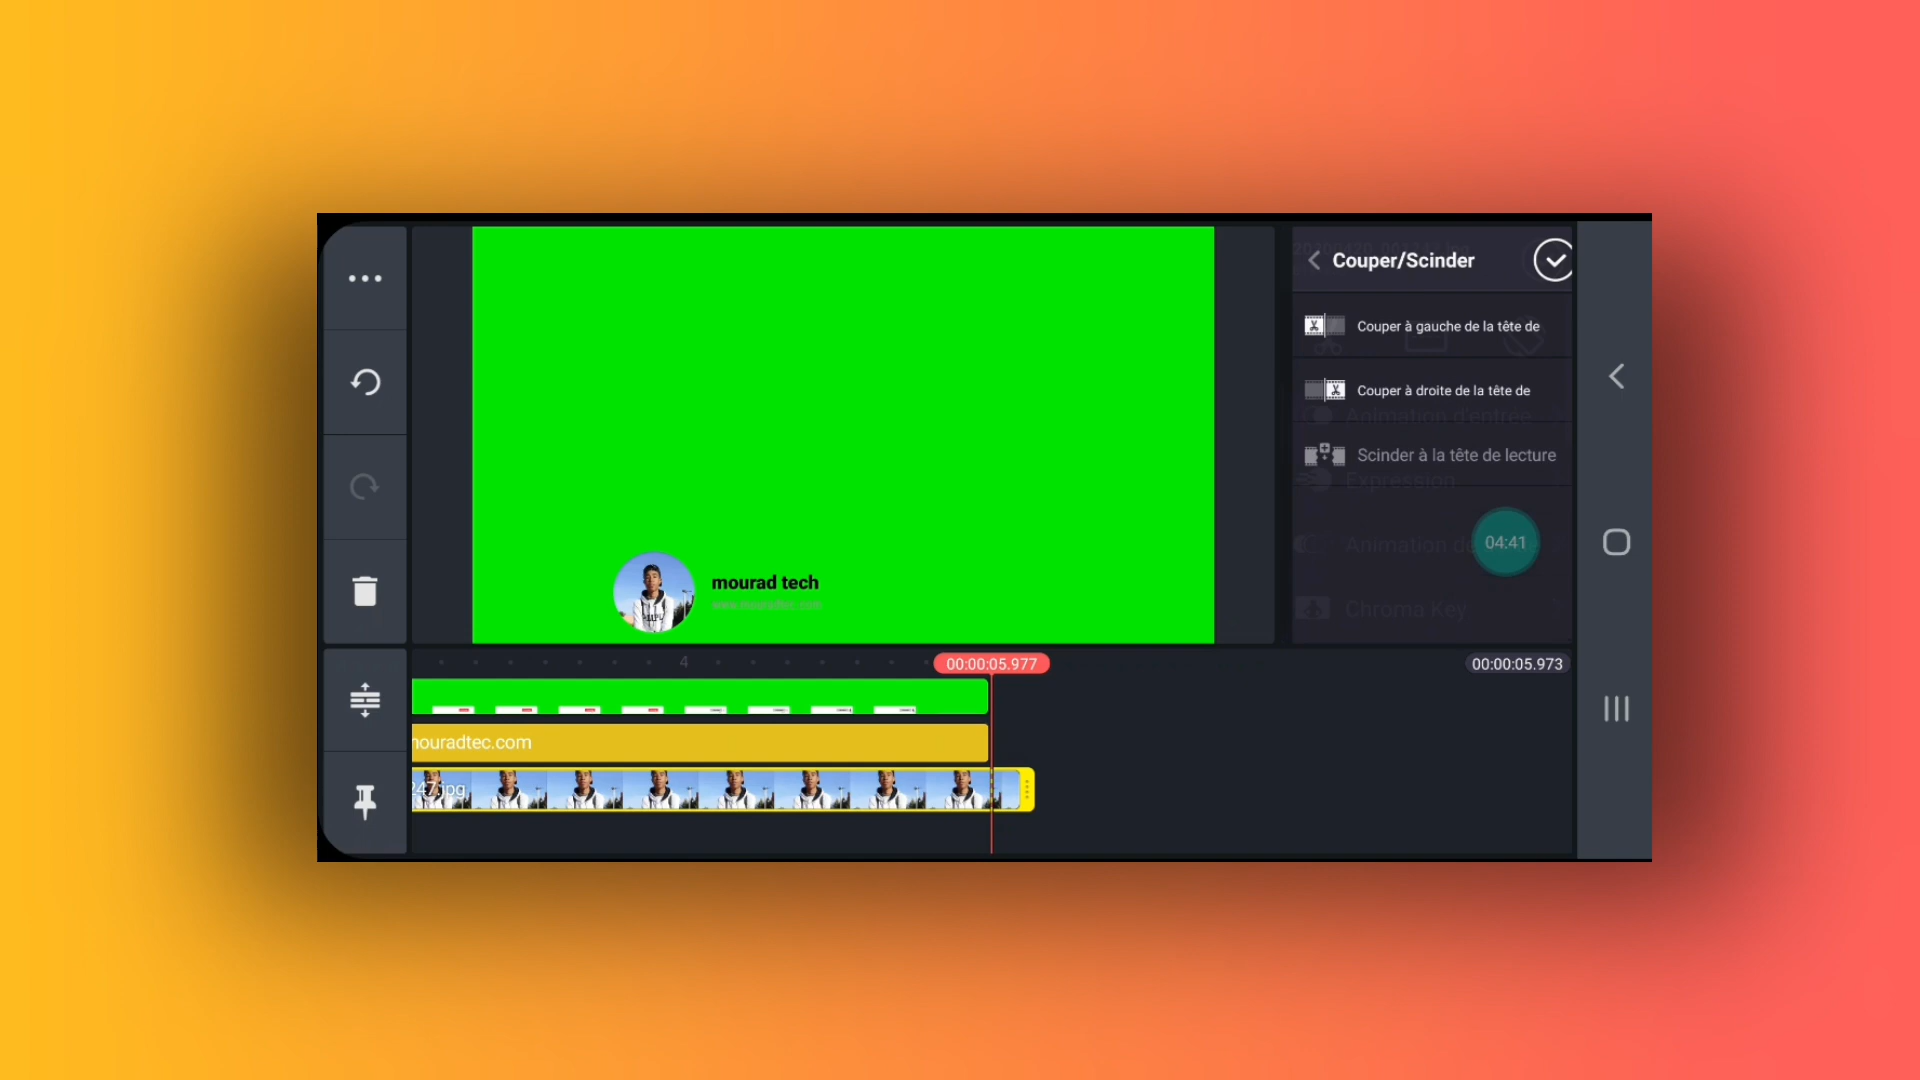 Couper/Scinder
Couper à gauche de la tête de
Couper à droite de la tête de
Animation d'entrée
Scinder à la tête de lecture
Expression
04:41
Animation de
Chroma Key
mourad tech
www.mouradtec.com
4
00:00:05.977
00:00:05.973
mouradtec.com
247.jpg